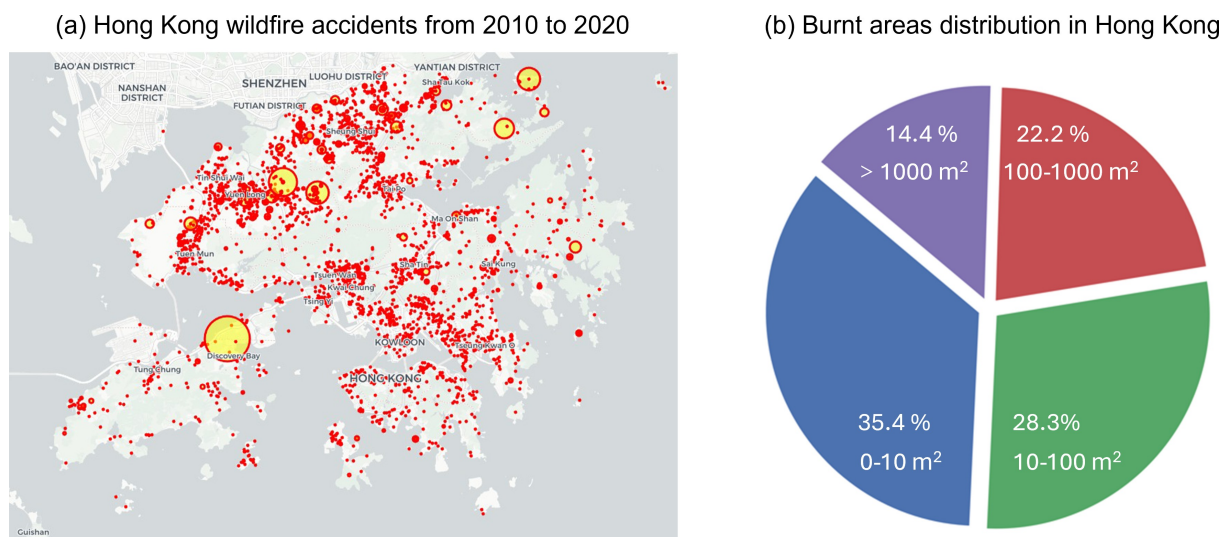 (a) Hong Kong wildfire accidents from 2010 to 2020
BAO'AN DISTRICT
NANSHAN
DISTRICT
SHENZHEN
LUOHU DISTRICT
YANTIAN DISTRICT
FUTIAN DISTRICT
Sha Tau Kok
Sheung Shui
Tin Shui Wai
Yuen Long
Tai Po
Ma On Shan
Tuen Mun
Sha Tin
Sai Kung
Tsuen Wan
Kwai Chung
Tsing Yi
KOWLOON
Tseung Kwan O
Discovery Bay
Tung Chung
HONG KONG
Guishan
(b) Burnt areas distribution in Hong Kong
14.4 %
> 1000 m²
22.2 %
100-1000 m²
35.4 %
0-10 m²
28.3%
10-100 m²